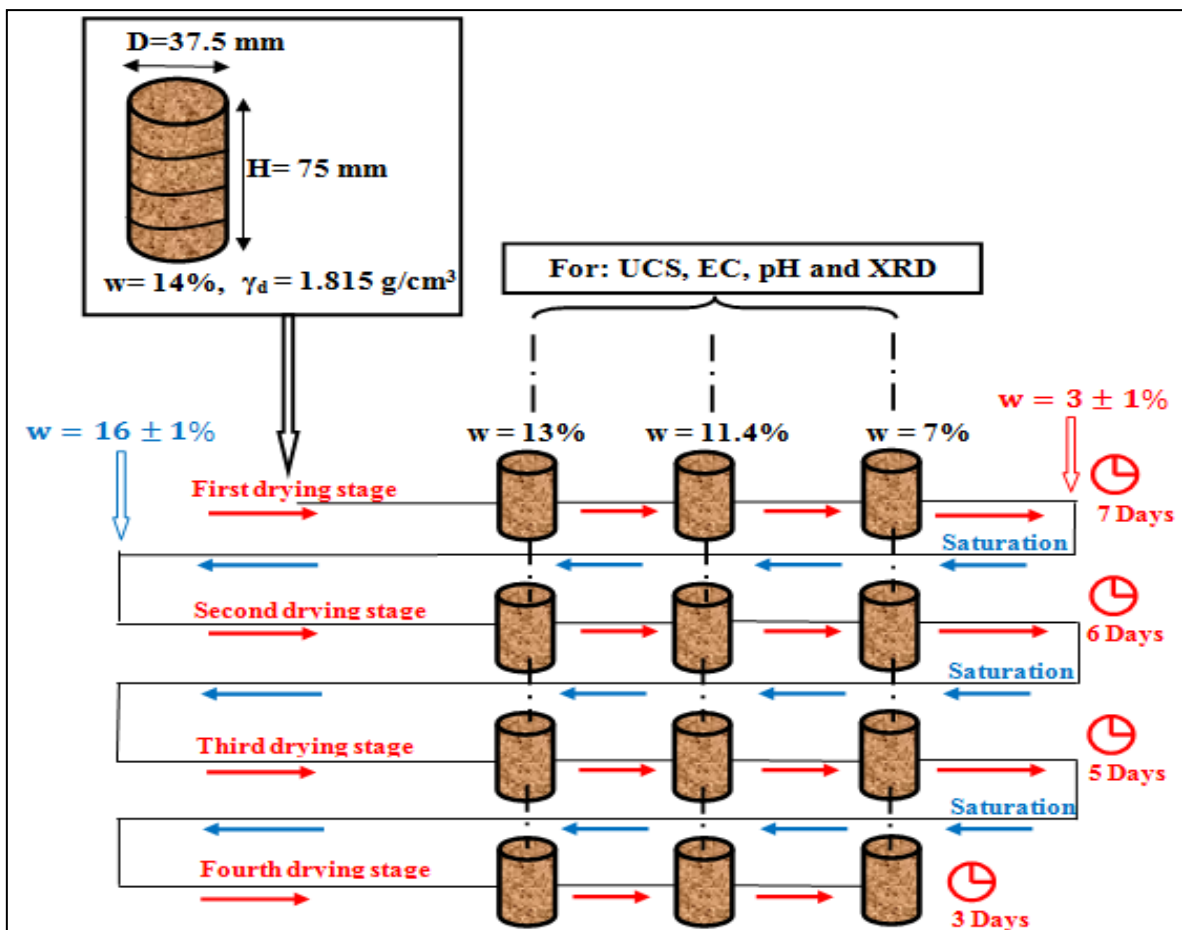 D=37.5 mm
H= 75 mm
w= 14%, γd = 1.815 g/cm³
For: UCS, EC, pH and XRD
w = 16 ± 1%
w = 13%
w = 11.4%
w = 7%
w = 3 ± 1%
First drying stage
7 Days
Saturation
Second drying stage
6 Days
Saturation
Third drying stage
5 Days
Saturation
Fourth drying stage
3 Days